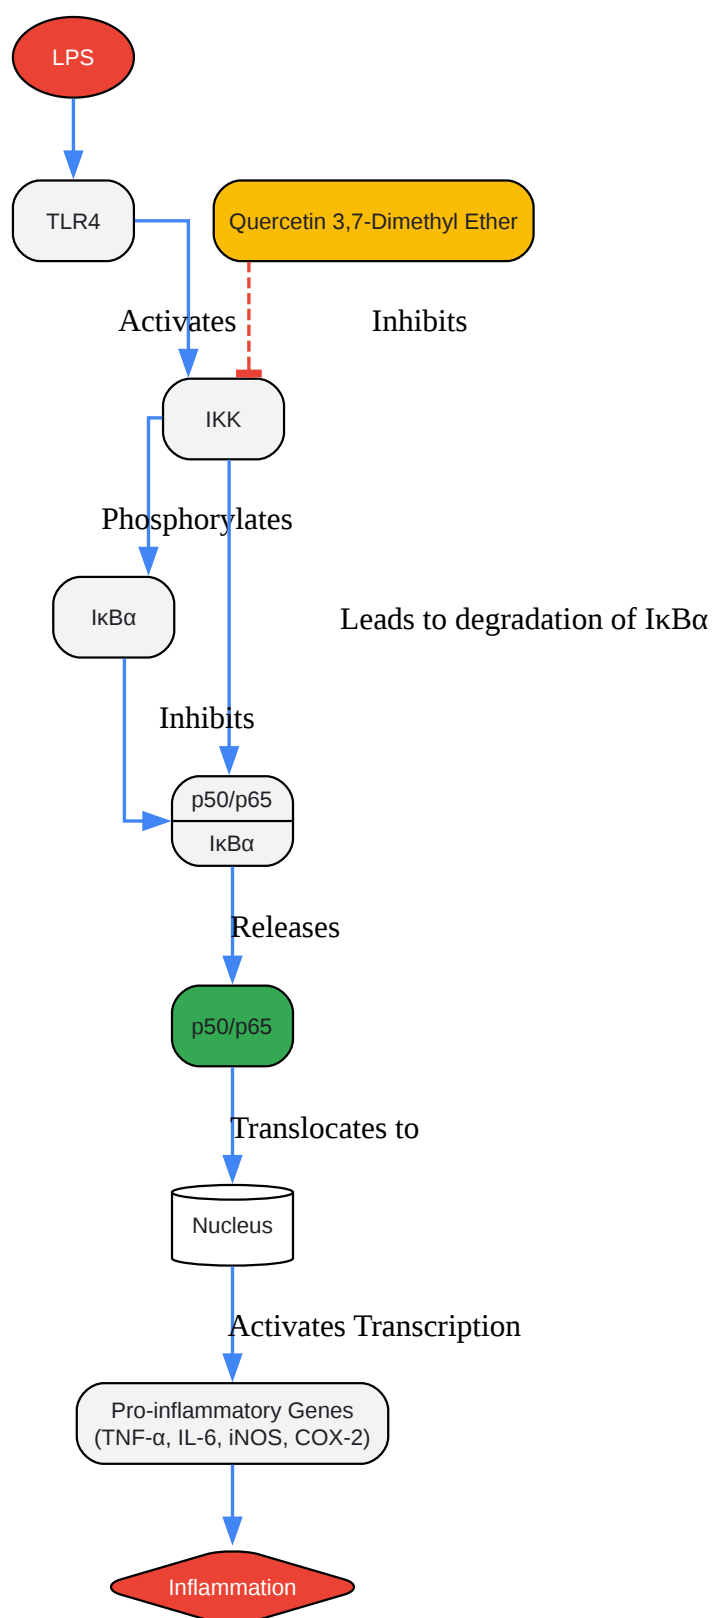 LPS
TLR4
Quercetin 3,7-Dimethyl Ether
Activates
Inhibits
IKK
Phosphorylates
IκBα
Leads to degradation of IκBα
Inhibits
p50/p65
IκBα
Releases
p50/p65
Translocates to
Nucleus
Activates Transcription
Pro-inflammatory Genes
(TNF-α, IL-6, iNOS, COX-2)
Inflammation